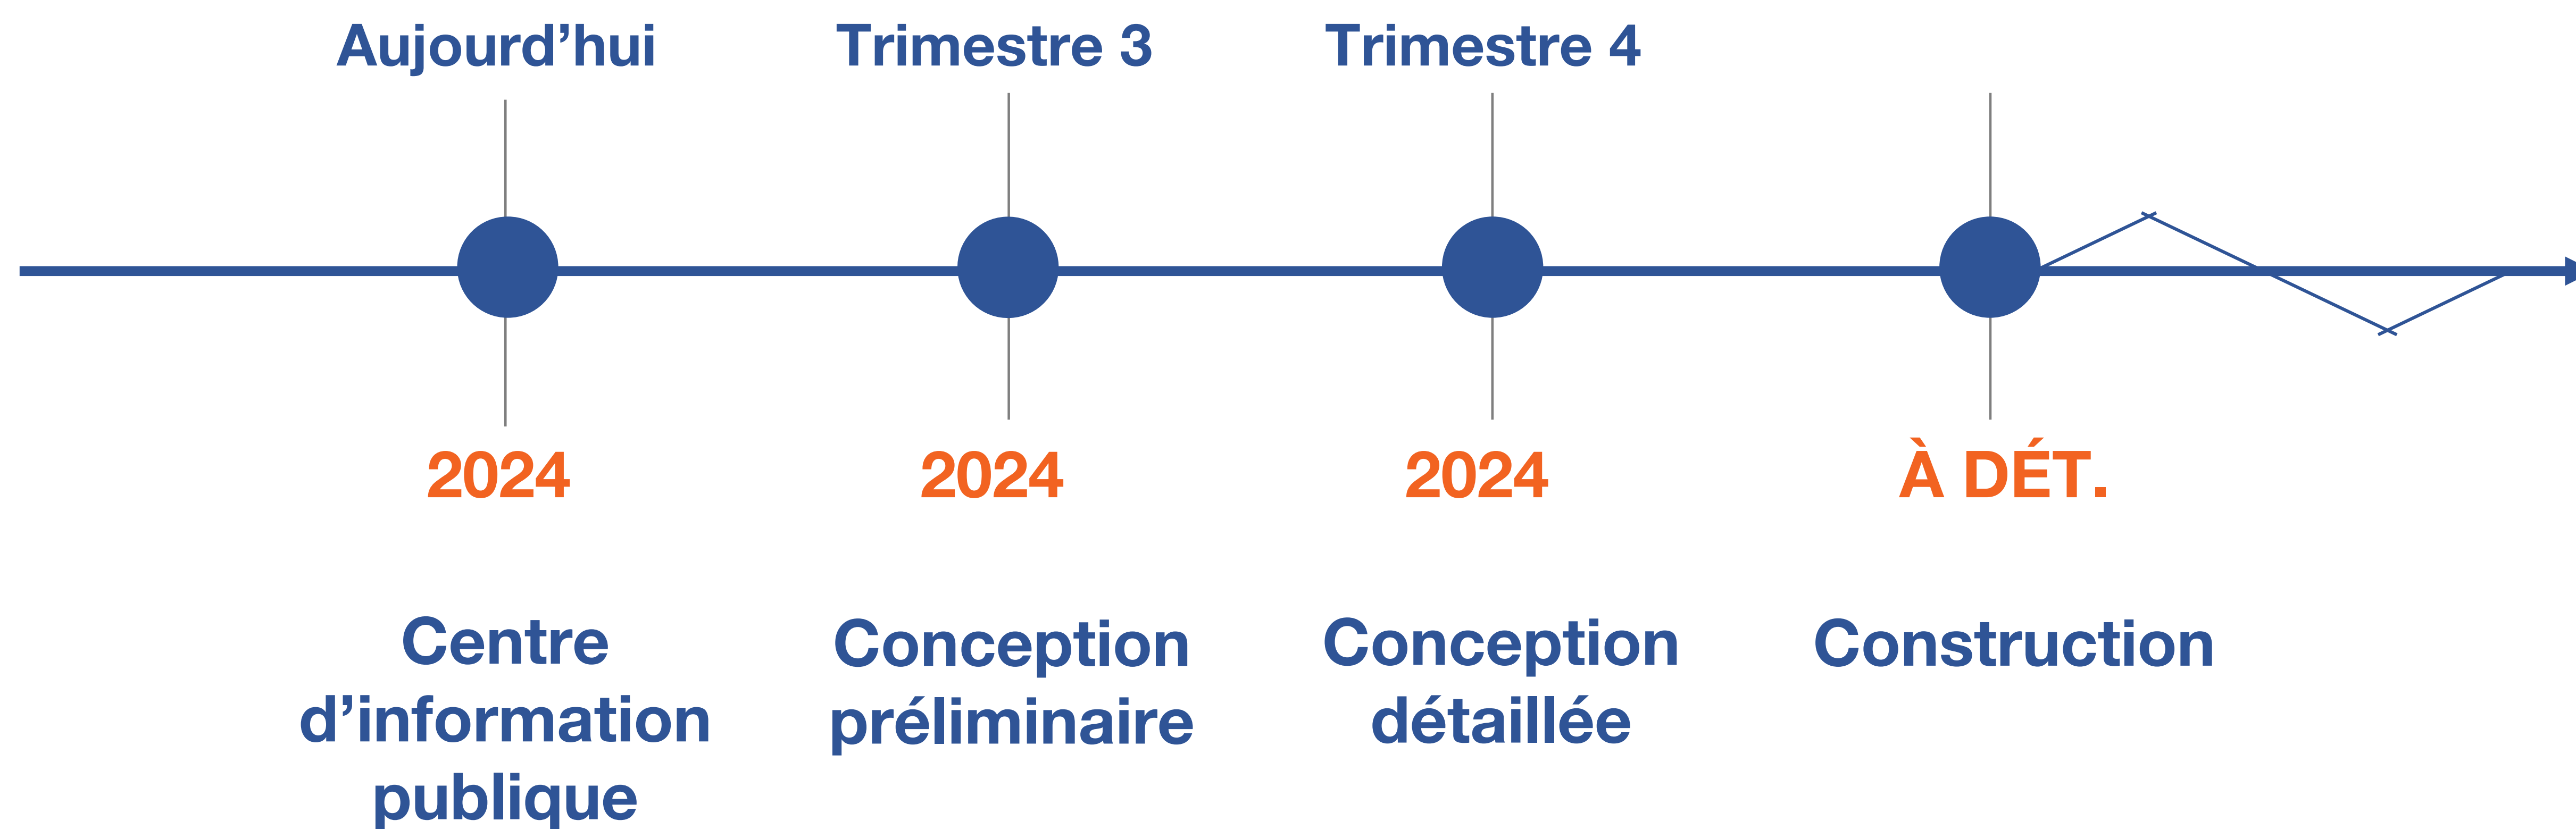 Aujourd’hui
Trimestre 3
Trimestre 4
2024
2024
2024
À DÉT.
Centre
d’information
publique
Conception
préliminaire
Conception
détaillée
Construction